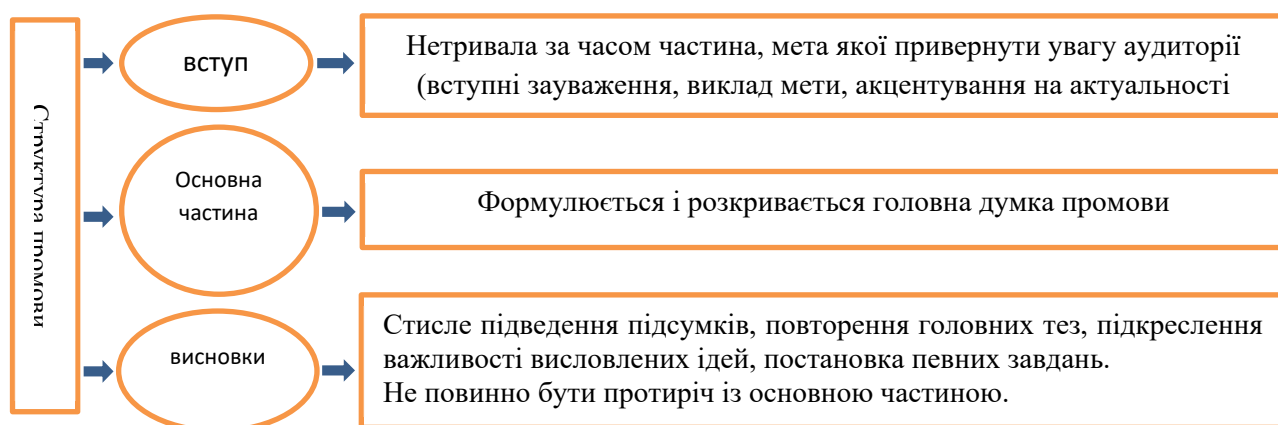 Структура промови
вступ
Нетривала за часом частина, мета якої привернути увагу аудиторії
(вступні зауваження, виклад мети, акцентування на актуальності
Основна
частина
Формулюється і розкривається головна думка промови
висновки
Стисле підведення підсумків, повторення головних тез, підкреслення
важливості висловлених ідей, постановка певних завдань.
Не повинно бути протиріч із основною частиною.